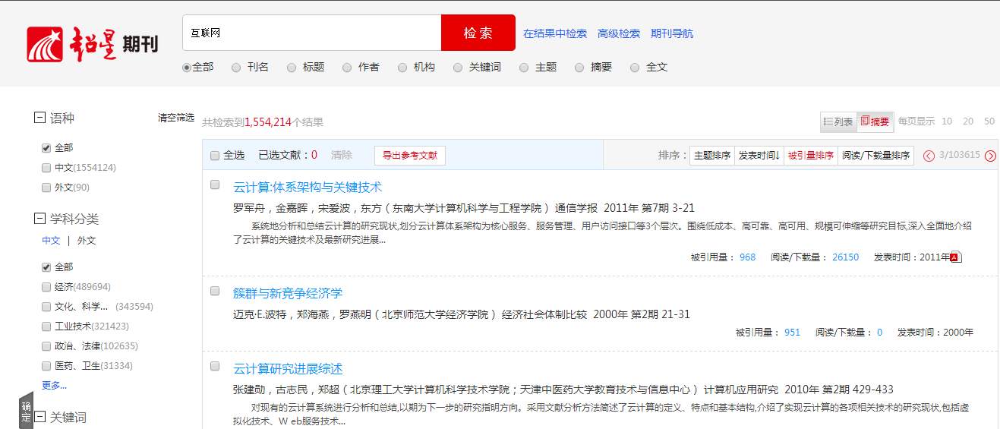 超星期刊
互联网
检 索
在结果中检索 高级检索 期刊导航
全部 刊名 标题 作者 机构 关键词 主题 摘要 全文
语种 清空筛选
全部
中文(1554124)
外文(90)
学科分类
中文 | 外文
全部
经济(489694)
文化、科学... (343594)
工业技术(321423)
政治、法律(102635)
医药、卫生(31334)
更多...
确定
关键词
共检索到1,554,214个结果
列表 摘要 每页显示 10 20 50
全选 已选文献：0 清除 导出参考文献
排序： 主题排序 发表时间↓ 被引量排序 阅读/下载量排序 3/103615
云计算:体系架构与关键技术
罗军舟，金嘉晖，宋爱波，东方（东南大学计算机科学与工程学院 ）通信学报 2011年 第7期 3-21
系统地分析和总结云计算的研究现状,划分云计算体系架构为核心服务、服务管理、用户访问接口等3个层次。围绕低成本、高可靠、高可用、规模可伸缩等研究目标,深入全面地介绍
了云计算的关键技术及最新研究进展...
被引用量： 968 阅读/下载量： 26150 发表时间：2011年
簇群与新竞争经济学
迈克·E.波特，郑海燕，罗燕明（北京师范大学经济学院 ）经济社会体制比较 2000年 第2期 21-31
被引用量： 951 阅读/下载量： 0 发表时间：2000年
云计算研究进展综述
张建勋，古志民，郑超（北京理工大学计算机科学技术学院；天津中医药大学教育技术与信息中心 ）计算机应用研究 2010年 第2期 429-433
对现有的云计算系统进行分析和总结,以期为下一步的研究指明方向。采用文献分析方法简述了云计算的定义、特点和基本结构,介绍了实现云计算的各项相关技术的研究现状,包括虚
拟化技术、W eb服务技术...